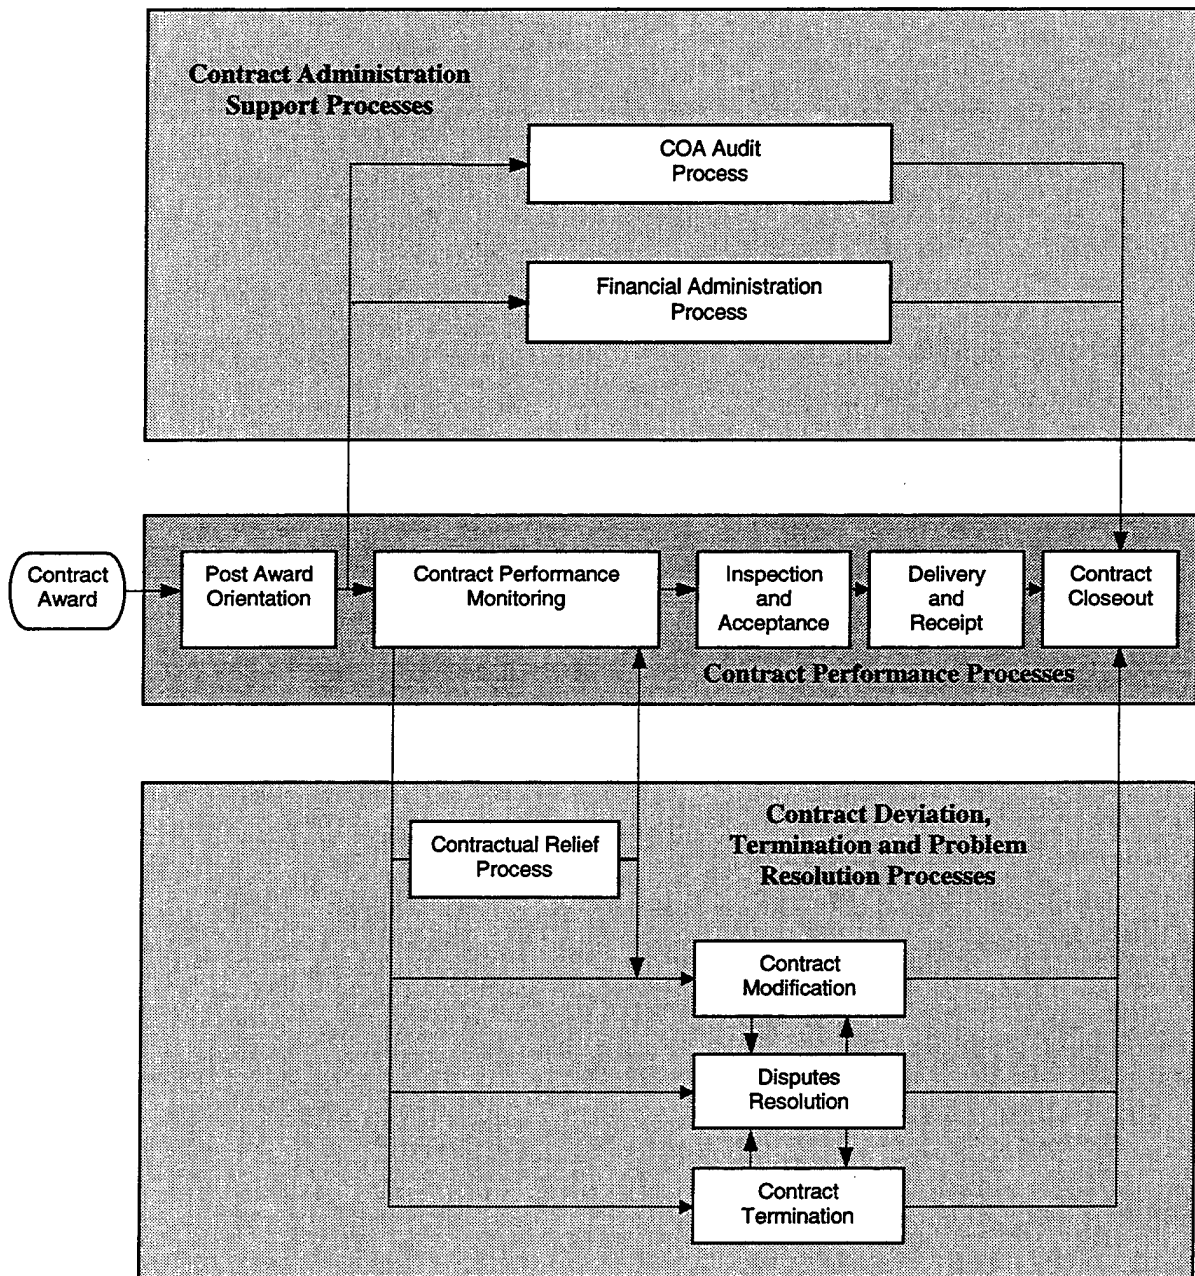 Contract Administration
Support Processes
COA Audit
Process
Financial Administration
Process
Contract
Award
Post Award
Orientation
Contract Performance
Monitoring
Inspection
and
Acceptance
Delivery
and
Receipt
Contract
Closeout
Contract Performance Processes
Contract Deviation,
Termination and Problem
Resolution Processes
Contractual Relief
Process
Contract
Modification
Disputes
Resolution
Contract
Termination